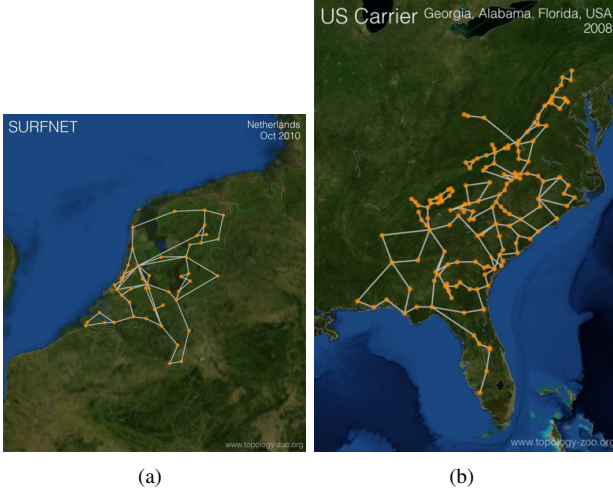 SURFNET
Netherlands
Oct 2010
www.topology-zoo.org
(a)
US Carrier Georgia, Alabama, Florida, USA
2008
www.topology-zoo.org
(b)